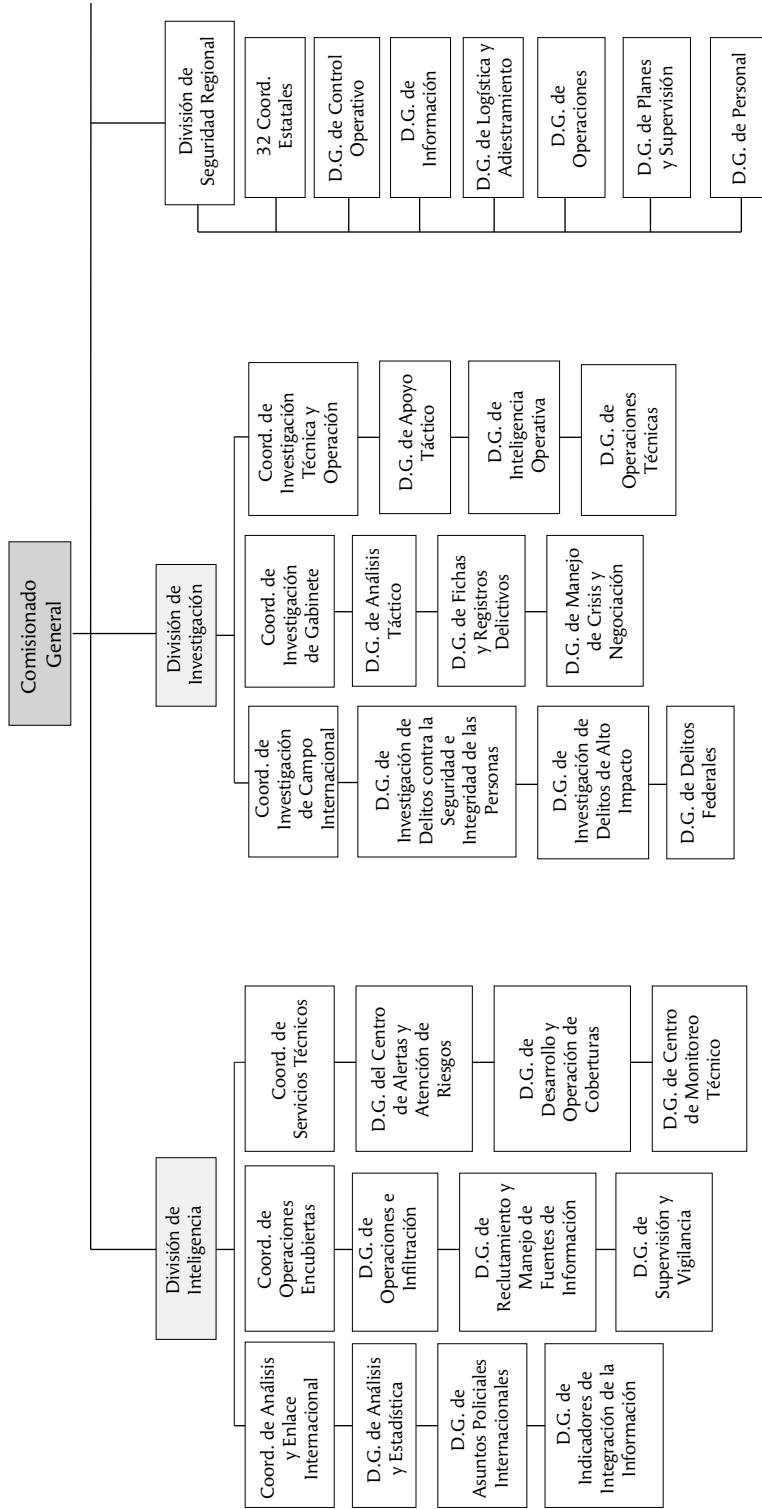 Comisionado
General
División de
Inteligencia
Coord. de Análisis
y Enlace
Internacional
D.G. de Análisis
y Estadística
D.G. de
Asuntos Policiales
Internacionales
D.G. de
Indicadores de
Integración de la
Información
Coord. de
Operaciones
Encubiertas
D.G. de
Operaciones e
Infiltración
D.G. de
Reclutamiento y
Manejo de
Fuentes de
Información
D.G. de
Supervisión y
Vigilancia
Coord. de
Servicios Técnicos
D.G. del Centro
de Alertas y
Atención de
Riesgos
D.G. de
Desarrollo y
Operación de
Coberturas
D.G. de Centro
de Monitoreo
Técnico
División de
Investigación
Coord. de
Investigación
de Campo
Internacional
D.G. de
Investigación de
Delitos contra la
Seguridad e
Integridad de las
Personas
D.G. de
Investigación de
Delitos de Alto
Impacto
D.G. de Delitos
Federales
Coord. de
Investigación
de Gabinete
D.G. de Análisis
Táctico
D.G. de Fichas
y Registros
Delictivos
D.G. de Manejo
de Crisis y
Negociación
Coord. de
Investigación
Técnica y
Operación
D.G. de Apoyo
Táctico
D.G. de
Inteligencia
Operativa
D.G. de
Operaciones
Técnicas
División de
Seguridad Regional
32 Coord.
Estatales
D.G. de Control
Operativo
D.G. de
Información
D.G. de Logística y
Adiestramiento
D.G. de
Operaciones
D.G. de Planes
y Supervisión
D.G. de Personal